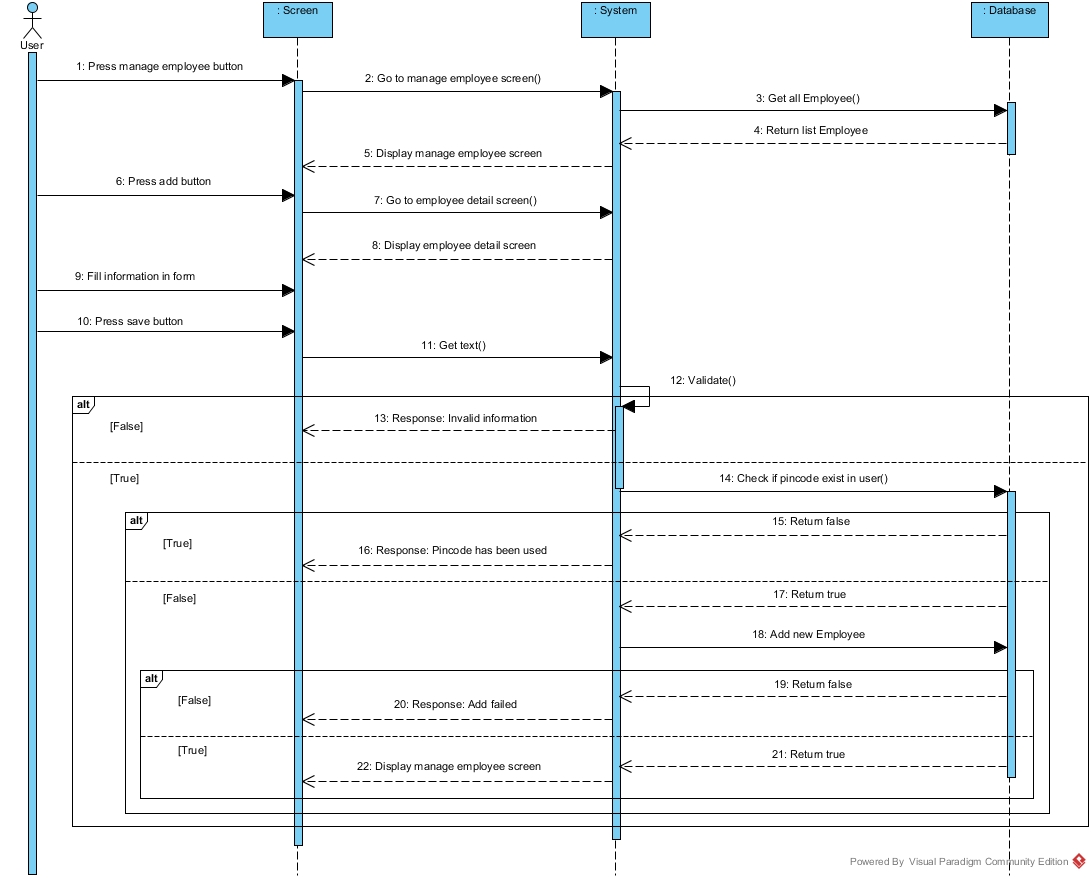 : Screen
: System
: Database
User
1: Press manage employee button
2: Go to manage employee screen()
3: Get all Employee()
4: Return list Employee
5: Display manage employee screen
6: Press add button
7: Go to employee detail screen()
8: Display employee detail screen
9: Fill information in form
10: Press save button
11: Get text()
12: Validate()
alt
13: Response: Invalid information
[False]
[True]
14: Check if pincode exist in user()
alt
15: Return false
[True]
16: Response: Pincode has been used
[False]
17: Return true
18: Add new Employee
alt
19: Return false
[False]
20: Response: Add failed
[True]
21: Return true
22: Display manage employee screen
Powered By Visual Paradigm Community Edition